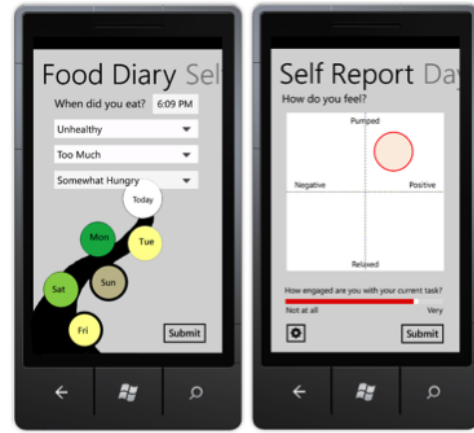 Food Diary Sel
When did you eat? 6:09 PM
Unhealthy
Too Much
Somewhat Hungry
Today
Mon
Tue
Sun
Sat
Fri
Submit
Self Report Da
How do you feel?
Pumped
Negative
Positive
Relaxed
How engaged are you with your current task?
Not at all
Very
Submit